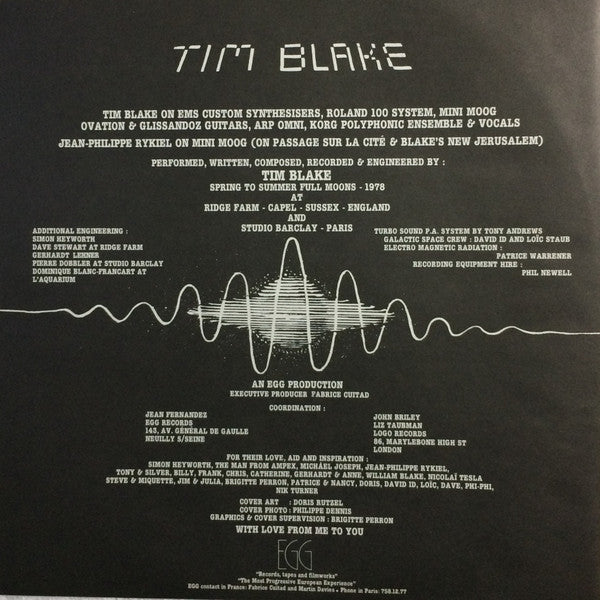 TIM BLAKE
TIM BLAKE ON EMS CUSTOM SYNTHESISERS, ROLAND 100 SYSTEM, MINI MOOG
OVATION & GLISSANDOZ GUITARS, ARP OMNI, KORG POLYPHONIC ENSEMBLE & VOCALS
JEAN-PHILIPPE RYKIEL ON MINI MOOG (ON PASSAGE SUR LA CITÉ & BLAKE'S NEW JERUSALEM)
PERFORMED, WRITTEN, COMPOSED, RECORDED & ENGINEERED BY :
TIM BLAKE
SPRING TO SUMMER FULL MOONS - 1978
AT
RIDGE FARM - CAPEL - SUSSEX - ENGLAND
AND
STUDIO BARCLAY - PARIS
ADDITIONAL ENGINEERING :
SIMON HEYWORTH
DAVE STEWART AT RIDGE FARM
GERHARDT LEHNER
PIERRE DOBBLER AT STUDIO BARCLAY
DOMINIQUE BLANC-FRANCART AT
L'AQUARIUM
TURBO SOUND P.A. SYSTEM BY TONY ANDREWS
GALACTIC SPACE CREW : DAVID ID AND LOÏC STAUB
ELECTRO MAGNETIC RADIATION :
PATRICE WARRENER
RECORDING EQUIPMENT HIRE :
PHIL NEWELL
AN EGG PRODUCTION
EXECUTIVE PRODUCER FABRICE CUITAD
COORDINATION :
JEAN FERNANDEZ
EGG RECORDS
143, AV. GÉNÉRAL DE GAULLE
NEUILLY S/SEINE
JOHN BRILEY
LIZ TAUBMAN
LOGO RECORDS
86, MARYLEBONE HIGH ST
LONDON
FOR THEIR LOVE, AID AND INSPIRATION :
SIMON HEYWORTH, THE MAN FROM AMPEX, MICHÄEL JOSEPH, JEAN-PHILIPPE RYKIEL,
TONY & SILVER, BILLY, FRANK, CHRIS, CATHERINE, GERHARDT & ANNE, WILLIAM BLAKE, NICOLAÏ TESLA
STEVE & MIQUETTE, JIM & JULIA, BRIGITTE PERRON, PATRICE & NANCY, DORIS, DAVID ID, LOÏC, DAVE, PHI-PHI,
NIK TURNER
COVER ART : DORIS RUTZEL
COVER PHOTO : PHILIPPE DENNIS
GRAPHICS & COVER SUPERVISION : BRIGITTE PERRON
WITH LOVE FROM ME TO YOU
EGG
"Records, tapes and filmworks"
"The Most Progressive European Experience"
EGG contact in France: Fabrice Cuitad and Martin Davies • Phone in Paris: 758.12.77